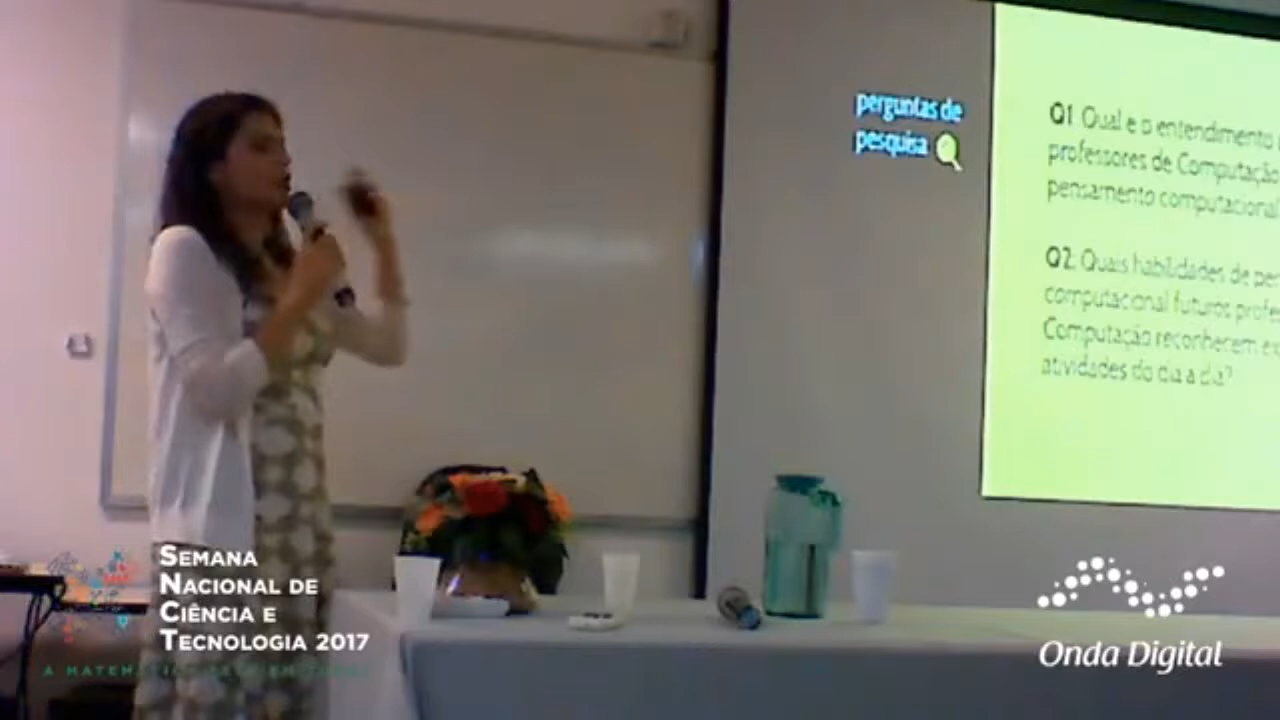 perguntas de
pesquisa
Q1 Qual e o entendimento
professores de Computação
pensamento computacional
Q2: Quais habilidades de
computacional futuros
Computação reconhecem
atividades do dia a dia?
SEMANA
NACIONAL DE
CIÊNCIA E
TECNOLOGIA 2017
Onda Digital